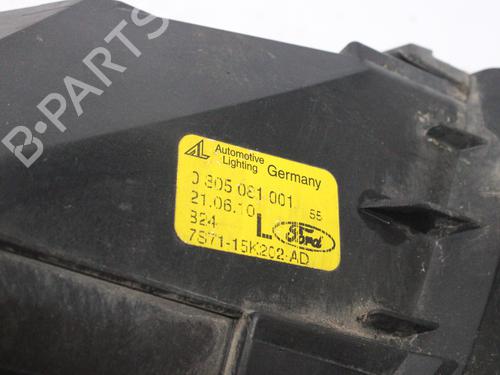 B-PARTS
AL Automotive Lighting Germany
0 305 081 001 55
21.06.10
B24 L Ford
7S71-15K202-AD